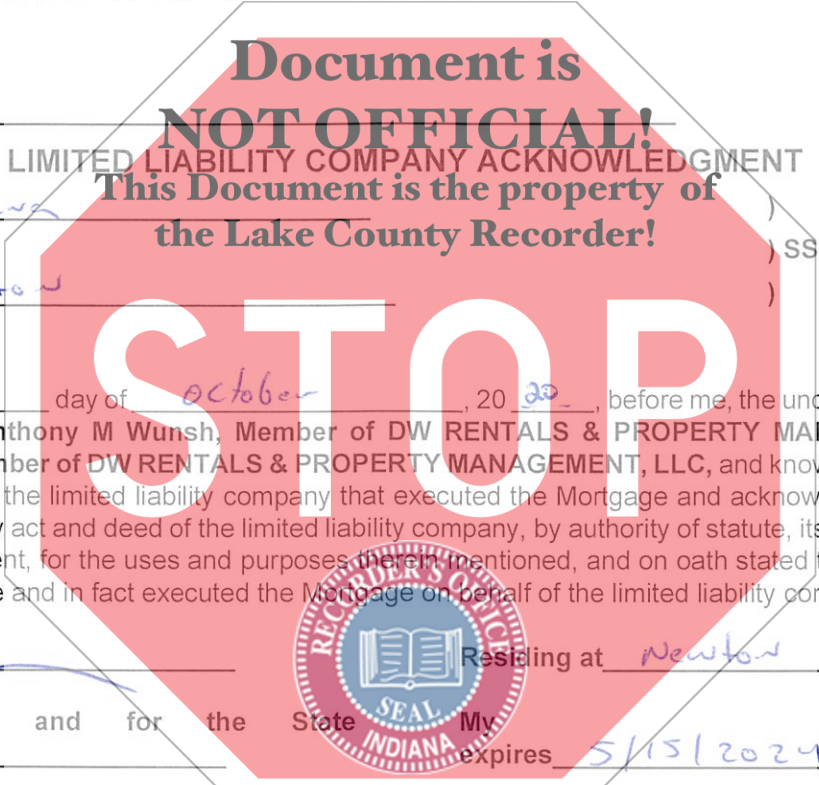 Document is
NOT OFFICIAL!
LIMITED LIABILITY COMPANY ACKNOWLEDGMENT
This Document is the property of
)
the Lake County Recorder!
) SS
)
STOP
day of October, 20 20, before me, the und
nthony M Wunsh, Member of DW RENTALS & PROPERTY MA
ber of DW RENTALS & PROPERTY MANAGEMENT, LLC, and know
the limited liability company that executed the Mortgage and acknow
y act and deed of the limited liability company, by authority of statute, its
nt, for the uses and purposes therein mentioned, and on oath stated t
e and in fact executed the Mortgage on behalf of the limited liability co
RECORDER'S OFFICE
Residing at Newton
SEAL
and for the State My
INDIANA
expires 5/15/2024